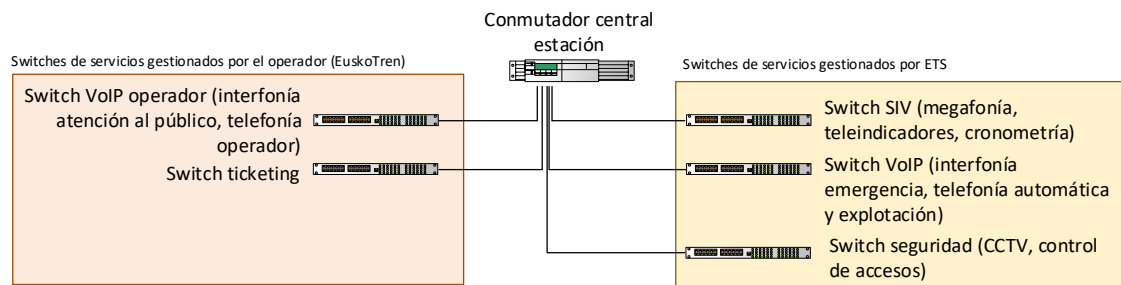 Conmutador central
estación
Switches de servicios gestionados por el operador (EuskoTren)
Switch VoIP operador (interfonía
atención al público, telefonía
operador)
Switch ticketing
Switches de servicios gestionados por ETS
Switch SIV (megafonía,
teleindicadores, cronometría)
Switch VoIP (interfonía
emergencia, telefonía automática
y explotación)
Switch seguridad (CCTV, control
de accesos)